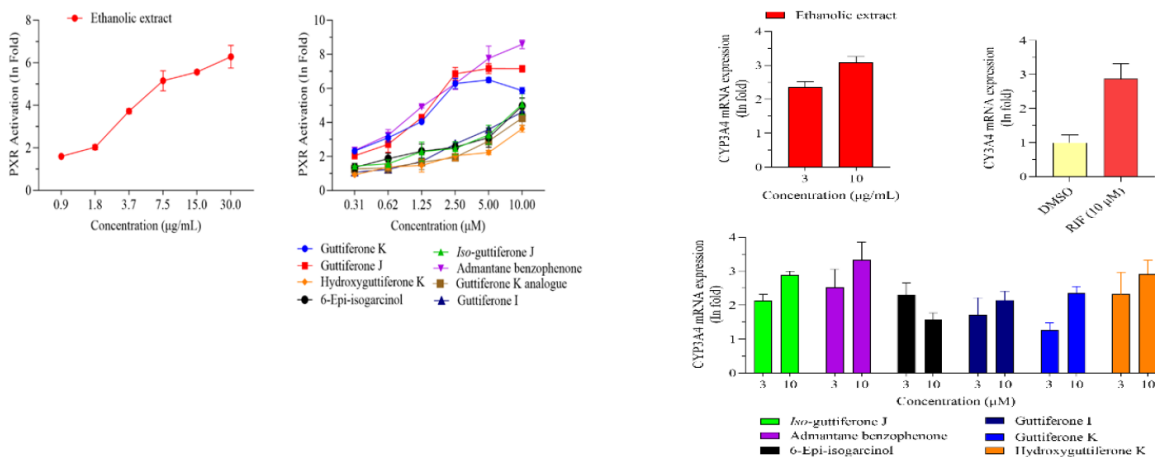 Ethanolic extract
PXR Activation (In Fold)
8
6
4
2
0
0.9 1.8 3.7 7.5 15.0 30.0
Concentration (µg/mL)
PXR Activation (In Fold)
10
8
6
4
2
0
0.31 0.62 1.25 2.50 5.00 10.00
Concentration (µM)
Guttiferone K
Guttiferone J
Hydroxyguttiferone K
6-Epi-isogarcinol
Iso-guttiferone J
Admantane benzophenone
Guttiferone K analogue
Guttiferone I
Ethanolic extract
CYP3A4 mRNA expression
(In fold)
4
3
2
1
0
3 10
Concentration (µg/mL)
CY3A4 mRNA expression
(In fold)
4
3
2
1
0
DMSO
RIF (10 µM)
CYP3A4 mRNA expression
(In fold)
4
3
2
1
0
3 10 3 10 3 10 3 10 3 10 3 10
Concentration (µM)
Iso-guttiferone J
Admantane benzophenone
6-Epi-isogarcinol
Guttiferone I
Guttiferone K
Hydroxyguttiferone K